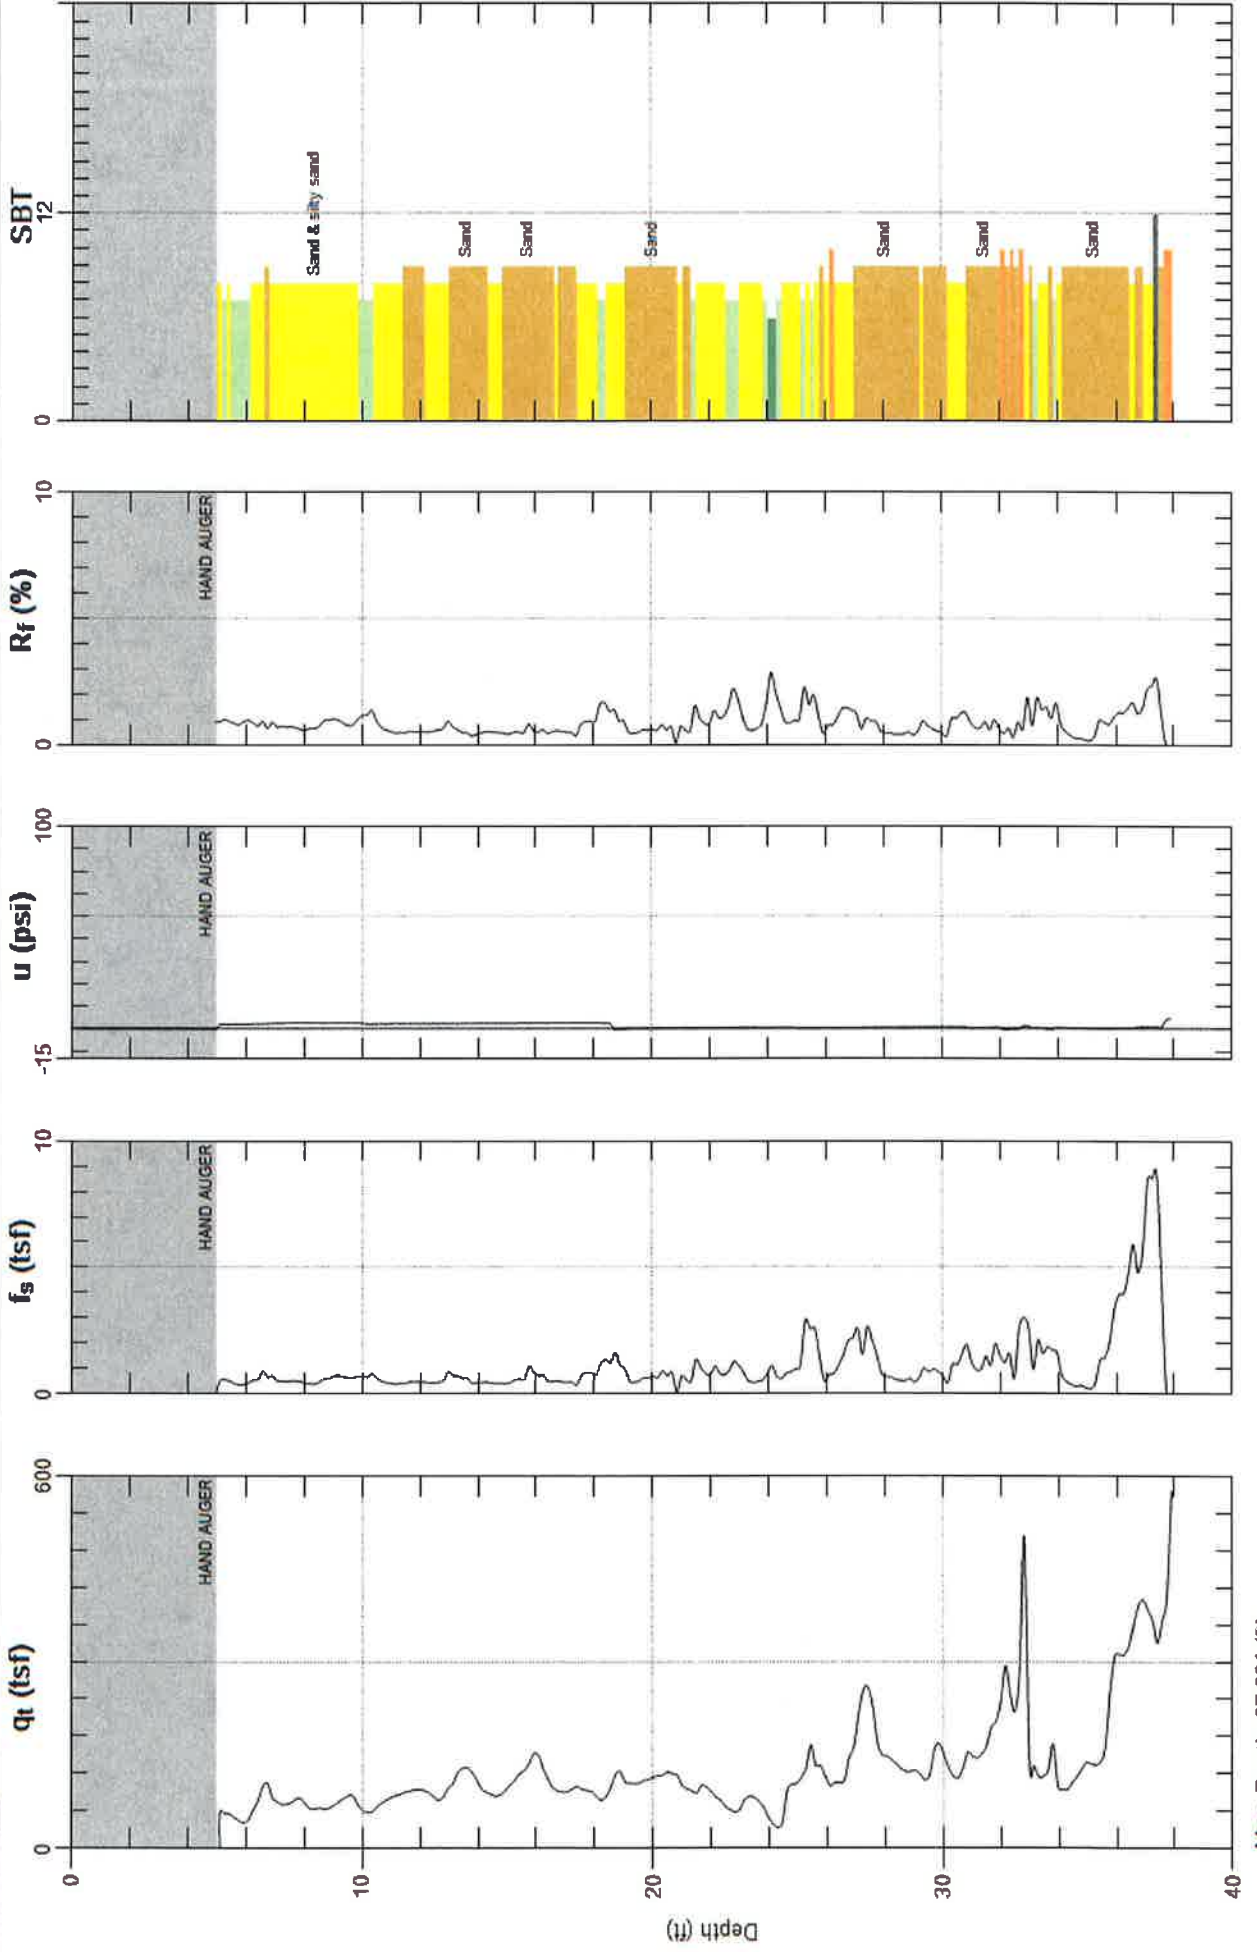 qt (tsf)
fs (tsf)
u (psi)
Rf (%)
SBT
0
600
0
10
-15
100
0
10
0
12
HAND AUGER
HAND AUGER
HAND AUGER
HAND AUGER
Sand & silty sand
Sand
Sand
Sand
Sand
Sand
Sand
0
10
20
30
40
Depth (ft)